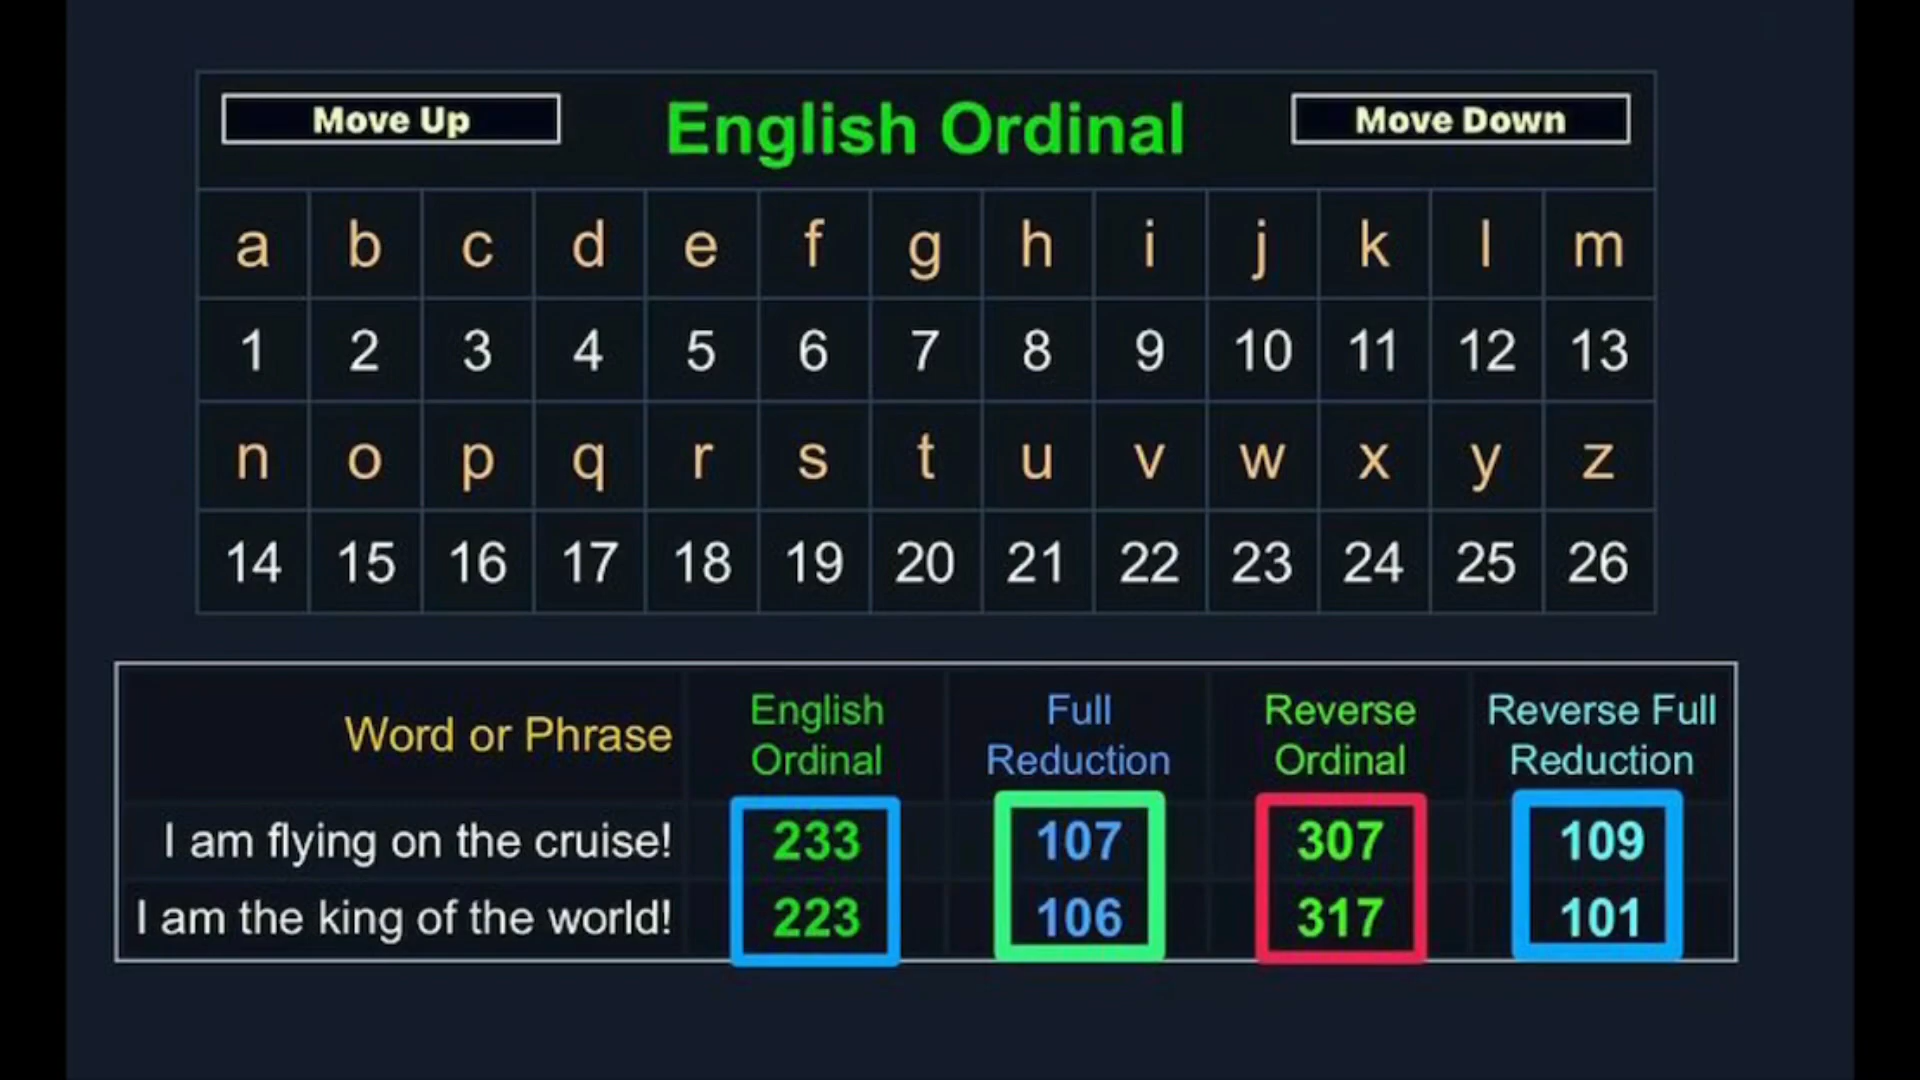 Move Up English Ordinal Move Down
a b c d e f g h i j k l m
1 2 3 4 5 6 7 8 9 10 11 12 13
n o p q r s t u v w x y z
14 15 16 17 18 19 20 21 22 23 24 25 26
Word or Phrase English Ordinal Full Reduction Reverse Ordinal Reverse Full Reduction
I am flying on the cruise! 233 107 307 109
I am the king of the world! 223 106 317 101